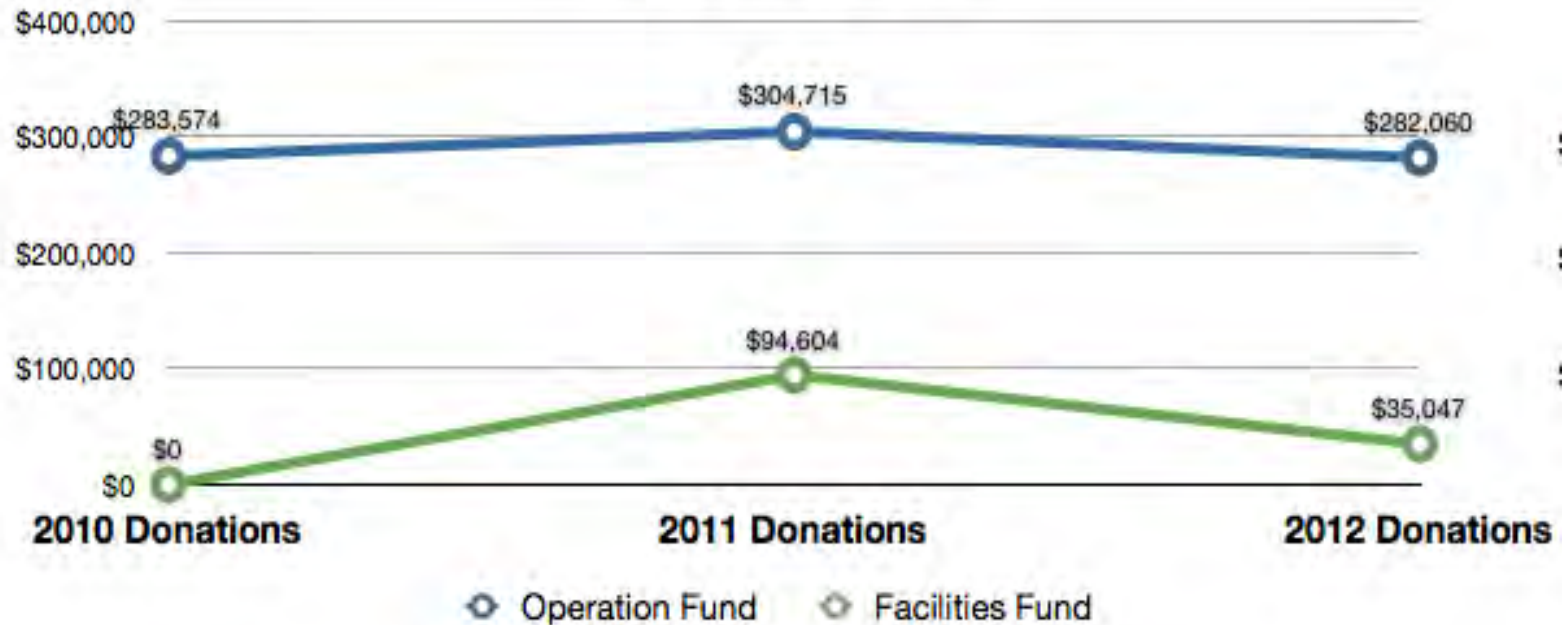 $400,000
$304,715
$283,574
$282,060
$300,000
$200,000
$100,000
$94,604
$35,047
$0
$0
2010 Donations
2011 Donations
2012 Donations
Operation Fund
Facilities Fund